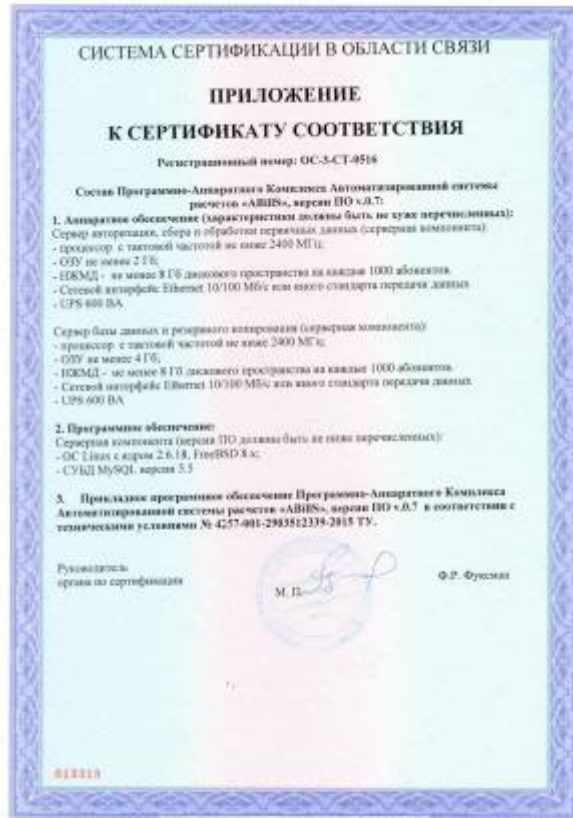 СИСТЕМА СЕРТИФИКАЦИИ В ОБЛАСТИ СВЯЗИ
ПРИЛОЖЕНИЕ
К СЕРТИФИКАТУ СООТВЕТСТВИЯ
Регистрационный номер: ОС-3-СТ-0516
Состав Программно-Аппаратного Комплекса Автоматизированной системы
расчетов «ABillS», версия ПО v.0.7:
1. Аппаратное обеспечение (характеристики должны быть не хуже перечисленных):
Сервер авторизации, сбора и обработки первичных данных (серверная компонента):
- процессор с тактовой частотой не ниже 2400 МГц;
- ОЗУ не менее 2 Гб;
- НЖМД - не менее 8 Гб дискового пространства на каждые 1000 абонентов
- Сетевой интерфейс Ethernet 10/100 Мб/с или иного стандарта передачи данных
- UPS 600 ВА
Сервер базы данных и резервного копирования (серверная компонента):
- процессор с тактовой частотой не ниже 2400 МГц;
- ОЗУ не менее 4 Гб;
- НЖМД - не менее 8 Гб дискового пространства на каждые 1000 абонентов
- Сетевой интерфейс Ethernet 10/100 Мб/с или иного стандарта передачи данных
- UPS 600 ВА
2. Программное обеспечение:
Серверная компонента (версия ПО должны быть не ниже перечисленных):
- ОС Linux с ядром 2.6.18, FreeBSD 8.x;
- СУБД MySQL версия 5.5
3. Прикладное программное обеспечение Программно-Аппаратного Комплекса
Автоматизированной системы расчетов «ABillS», версия ПО v.0.7 в соответствии с
техническими условиями № 4257-001-2903512339-2015 ТУ.
Руководитель
органа по сертификации
М. П.
Ф.Р. Фуксман